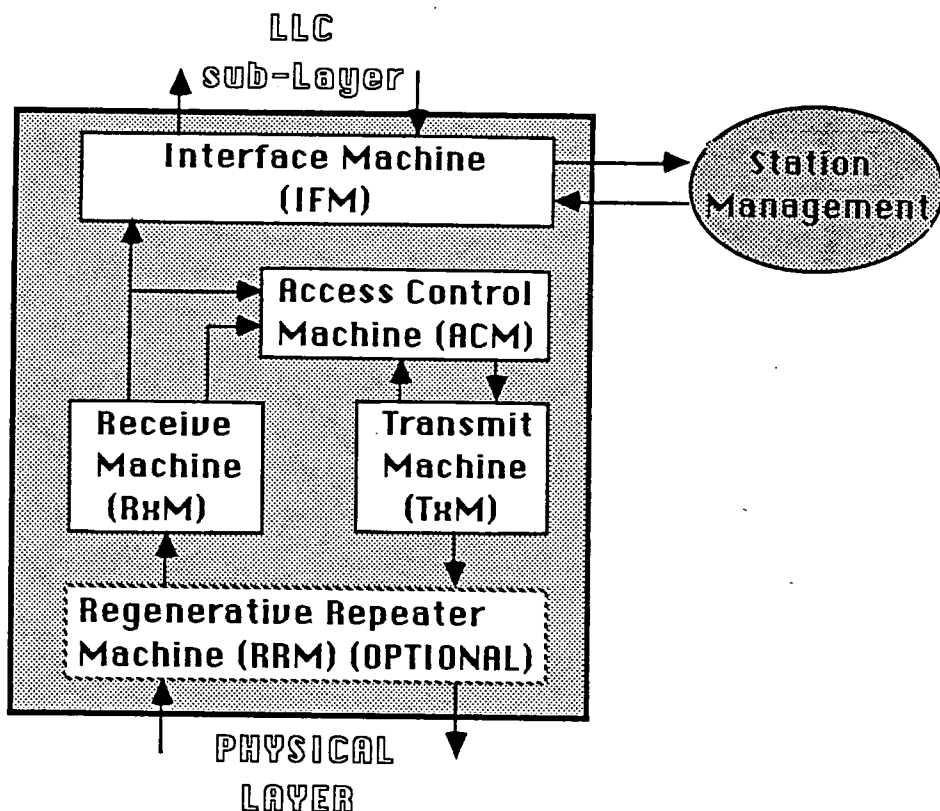 LLC
sub-Layer
Interface Machine
(IFM)
Station
Management
Access Control
Machine (ACM)
Receive
Machine
(RxM)
Transmit
Machine
(TxM)
Regenerative Repeater
Machine (RRM) (OPTIONAL)
PHYSICAL
LAYER